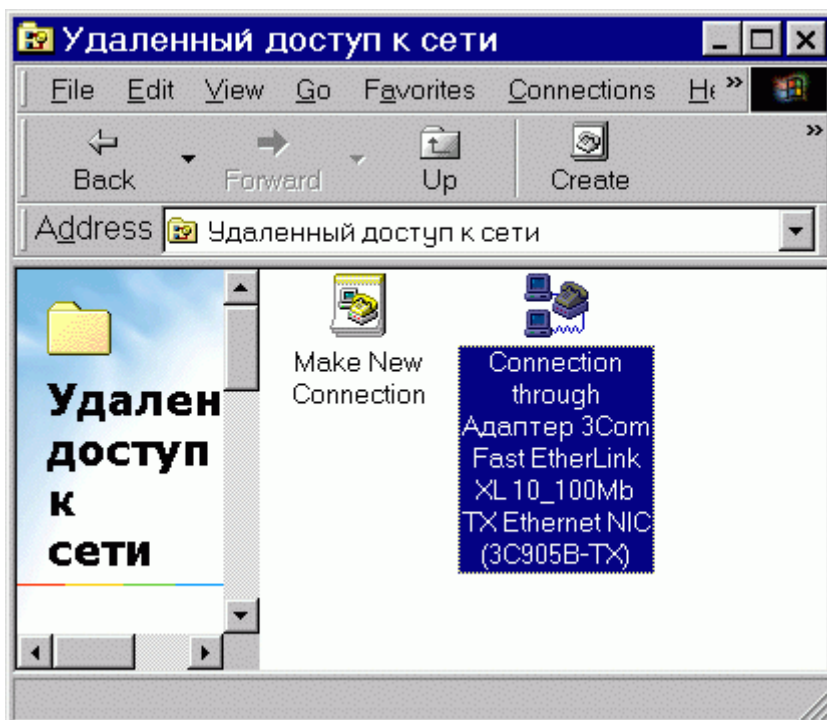 Удаленный доступ к сети
File Edit View Go Favorites Connections He »
Back Forward Up Create »
Address Удаленный доступ к сети
Удален
доступ
к
сети
Make New
Connection
Connection
through
Адаптер 3Com
Fast EtherLink
XL 10_100Mb
TX Ethernet NIC
(3C905B-TX)